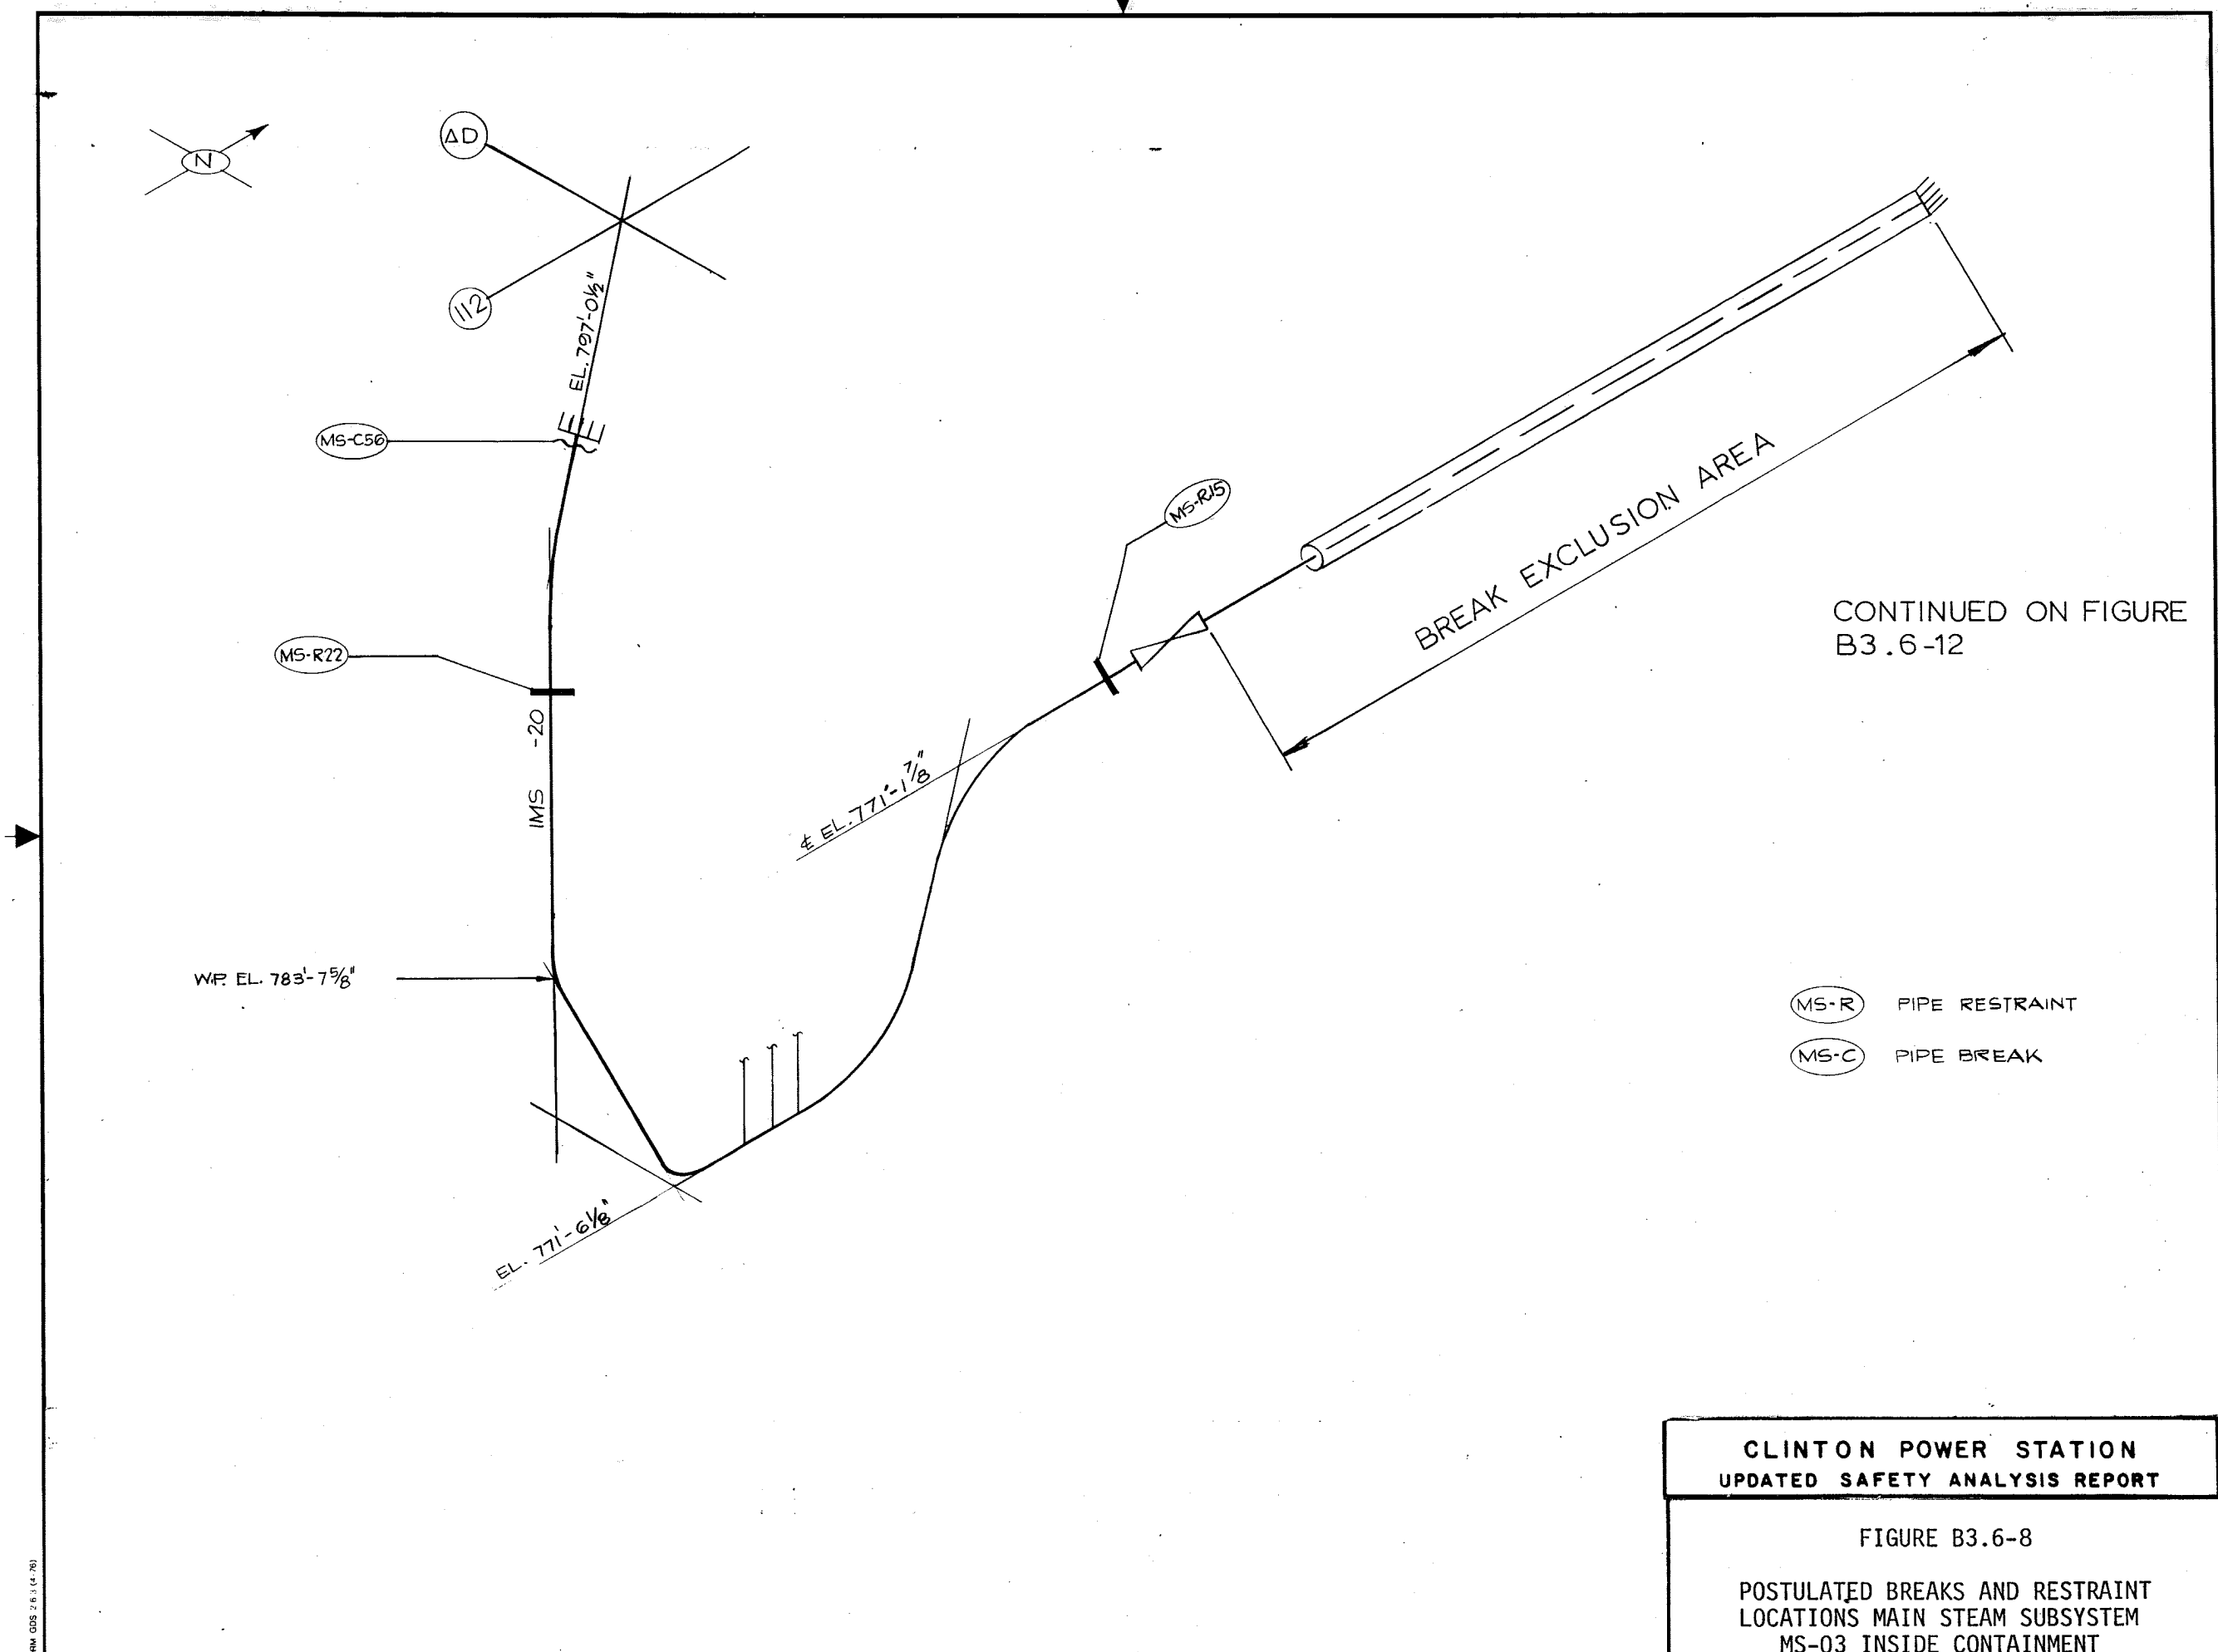 N
ΔD
112
EL. 797'-0½"
MS-C56
MS-R15
BREAK EXCLUSION AREA
CONTINUED ON FIGURE
B3.6-12
MS-R22
1MS -20
℄ EL. 771'-1⅞"
W.P. EL. 783'-7⅝"
MS-R PIPE RESTRAINT
MS-C PIPE BREAK
EL. 771'-6⅛"
CLINTON POWER STATION
UPDATED SAFETY ANALYSIS REPORT
FIGURE B3.6-8
POSTULATED BREAKS AND RESTRAINT
LOCATIONS MAIN STEAM SUBSYSTEM
MS-03 INSIDE CONTAINMENT